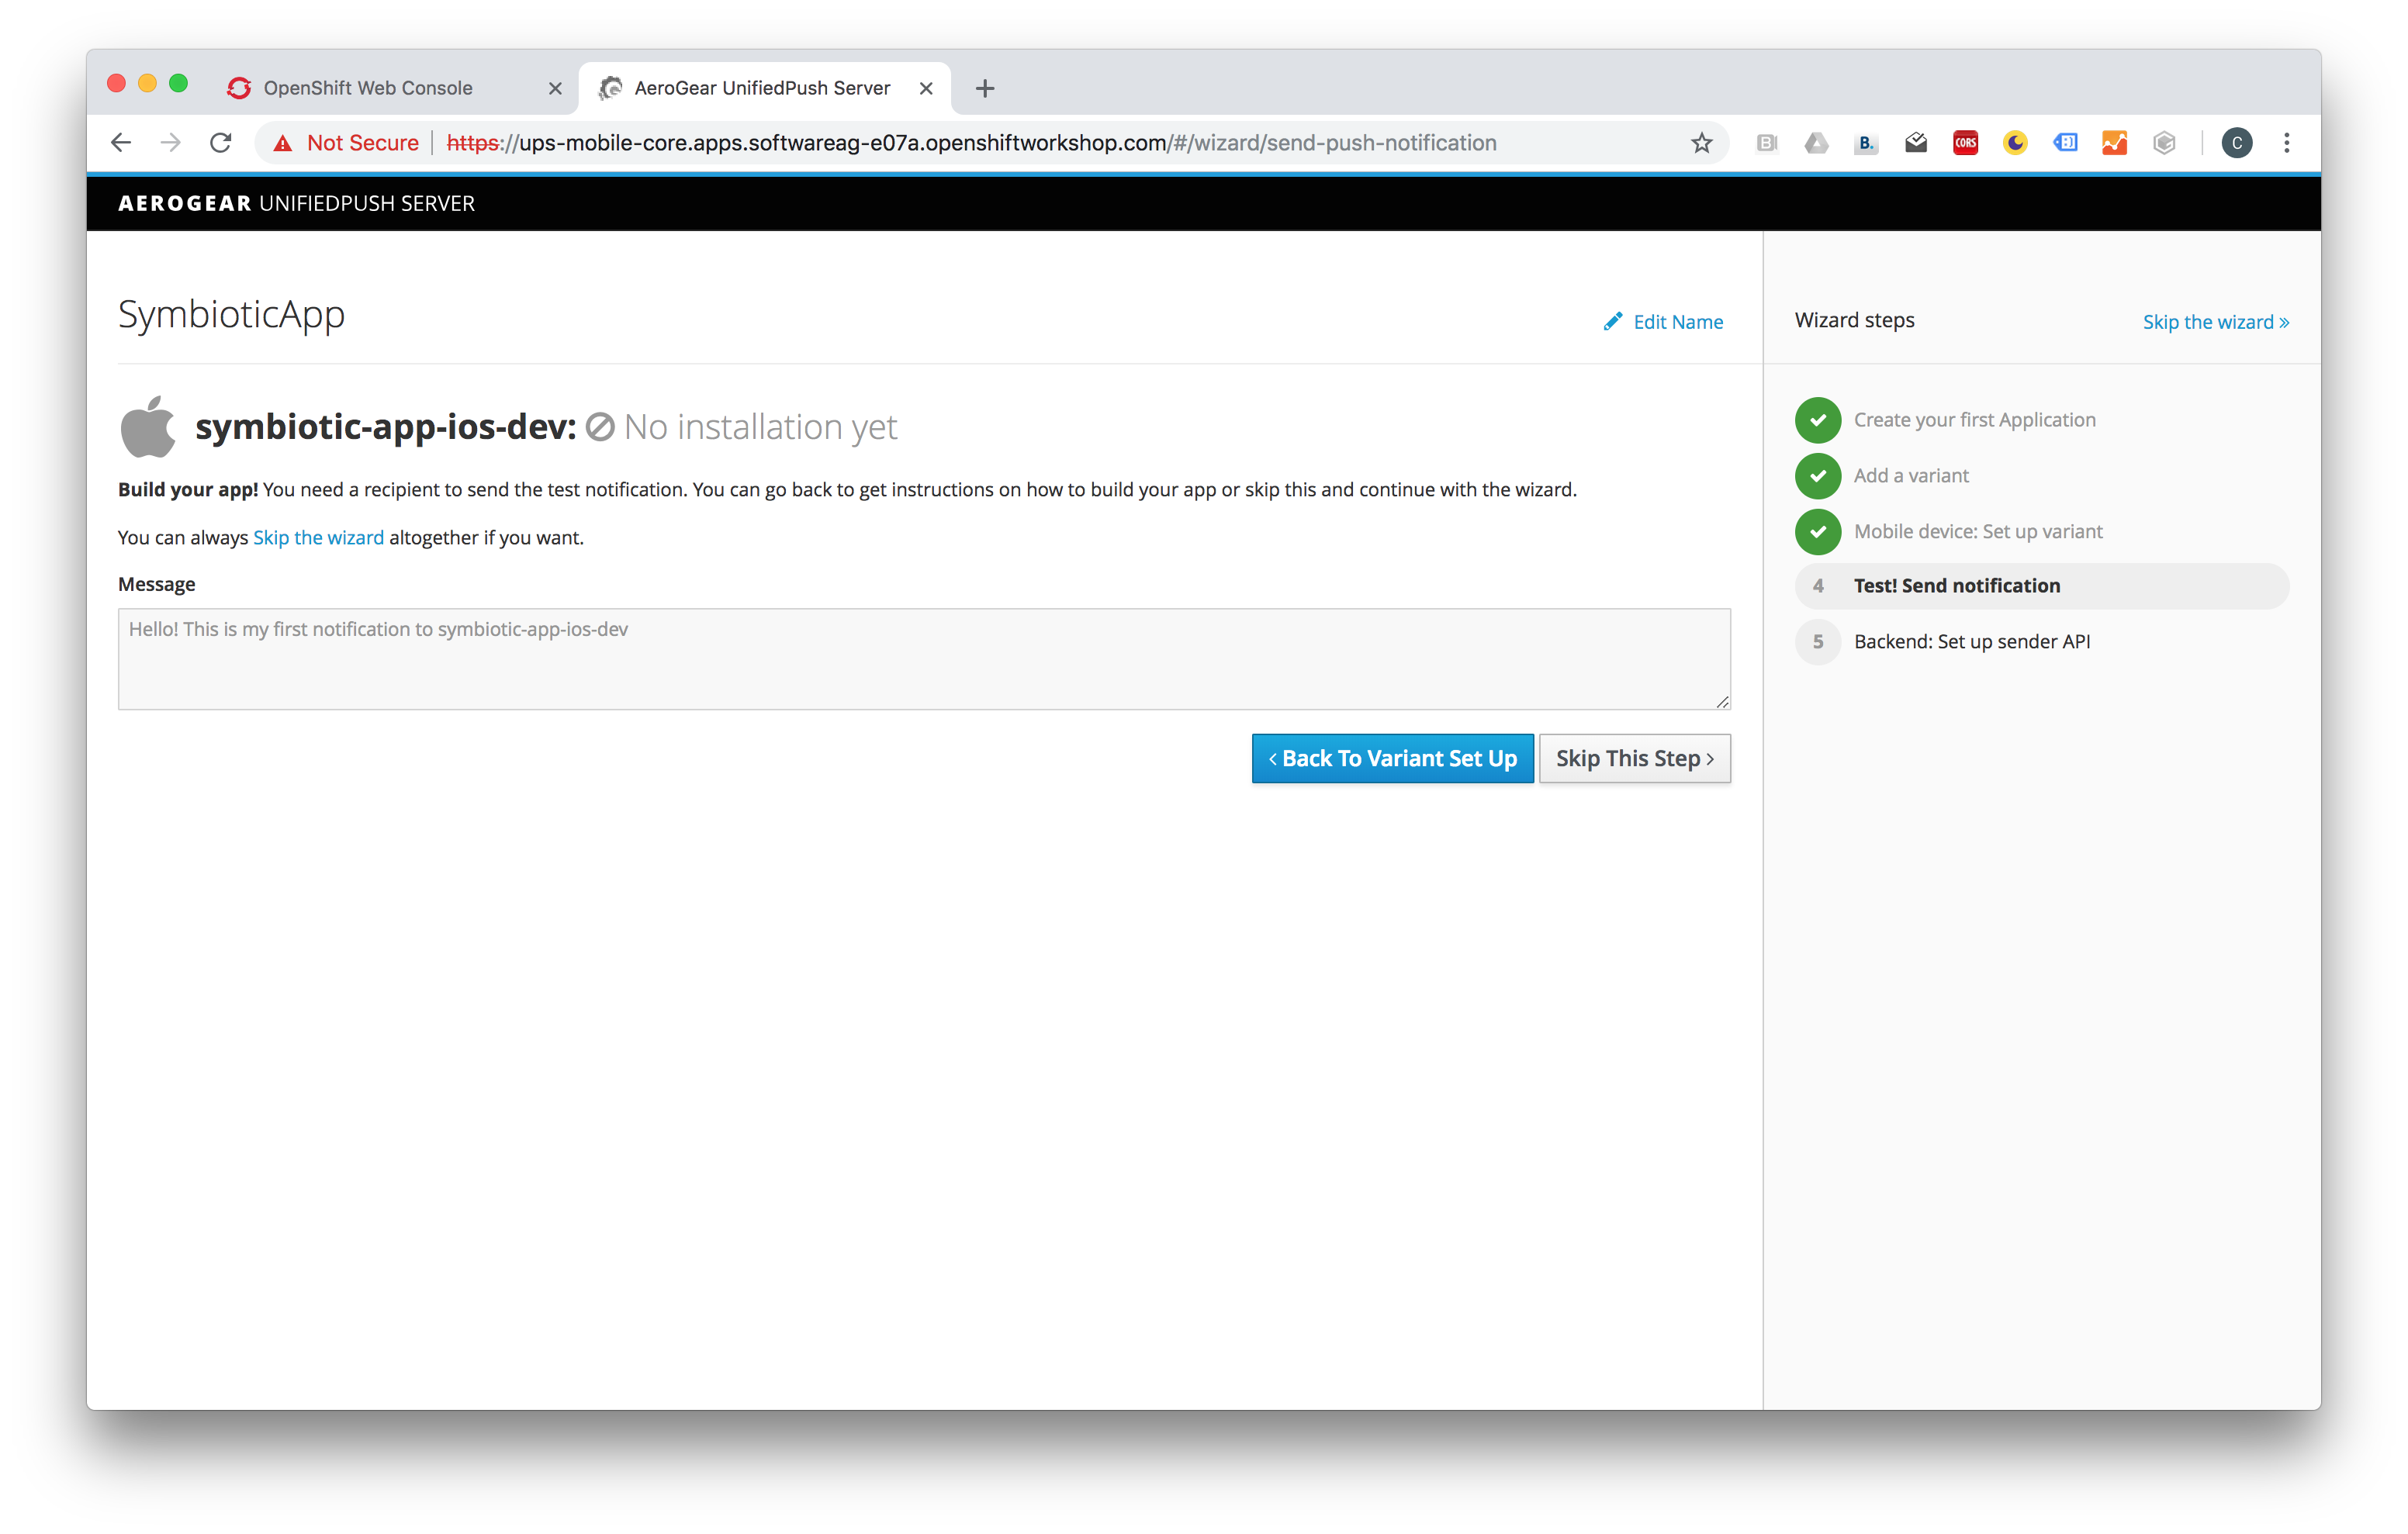 OpenShift Web Console
AeroGear UnifiedPush Server
Not Secure
https://ups-mobile-core.apps.softwareag-e07a.openshiftworkshop.com/#/wizard/send-push-notification
B
B.
CORS
C
AEROGEAR UNIFIEDPUSH SERVER
SymbioticApp
Edit Name
symbiotic-app-ios-dev: No installation yet
Build your app! You need a recipient to send the test notification. You can go back to get instructions on how to build your app or skip this and continue with the wizard.
You can always Skip the wizard altogether if you want.
Message
Hello! This is my first notification to symbiotic-app-ios-dev
‹ Back To Variant Set Up
Skip This Step ›
Wizard steps
Skip the wizard »
Create your first Application
Add a variant
Mobile device: Set up variant
4 Test! Send notification
5 Backend: Set up sender API